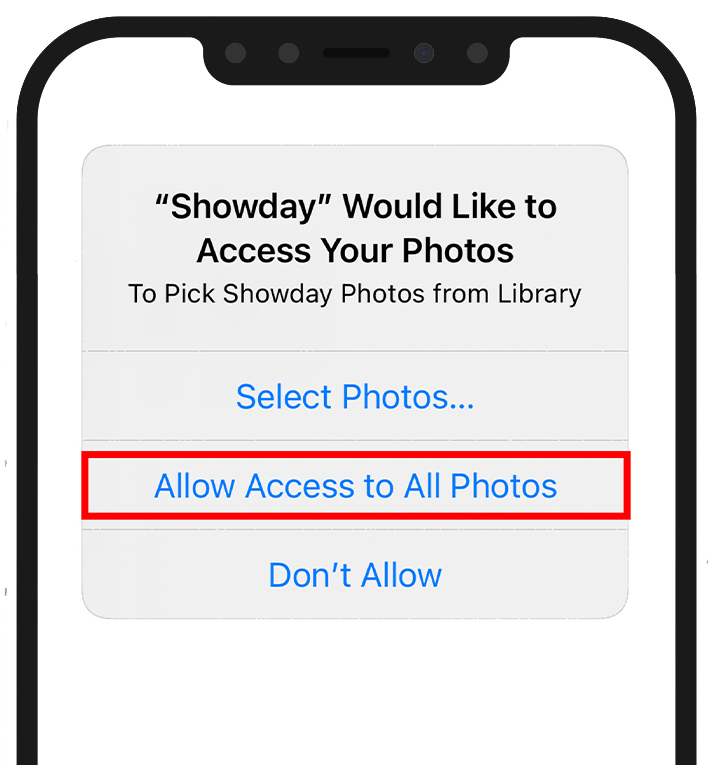 “Showday” Would Like to
Access Your Photos
To Pick Showday Photos from Library
Select Photos...
Allow Access to All Photos
Don’t Allow